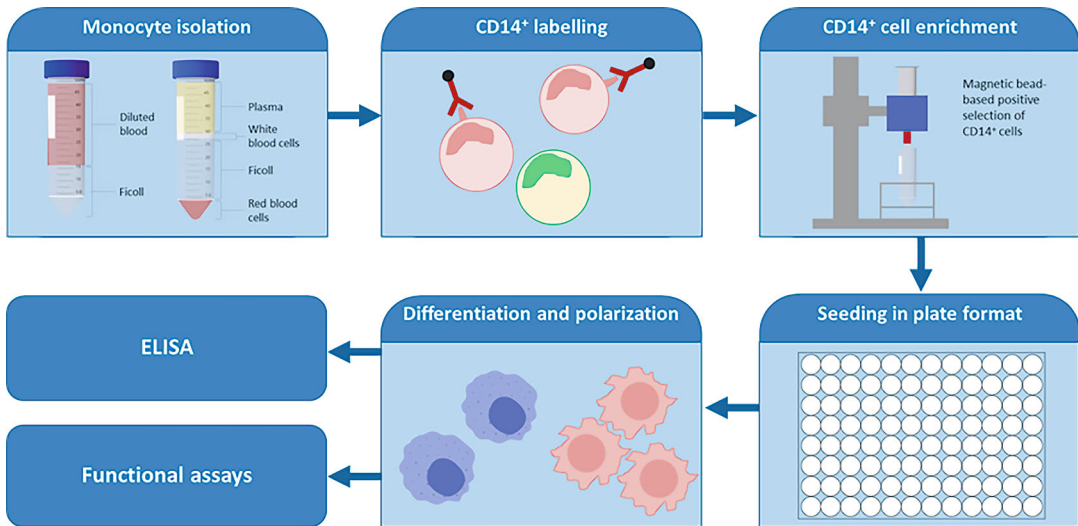 Monocyte isolation
Diluted
blood
Ficoll
Plasma
White
blood cells
Ficoll
Red blood
cells
CD14⁺ labelling
CD14⁺ cell enrichment
Magnetic bead-
based positive
selection of
CD14⁺ cells
Seeding in plate format
Differentiation and polarization
ELISA
Functional assays